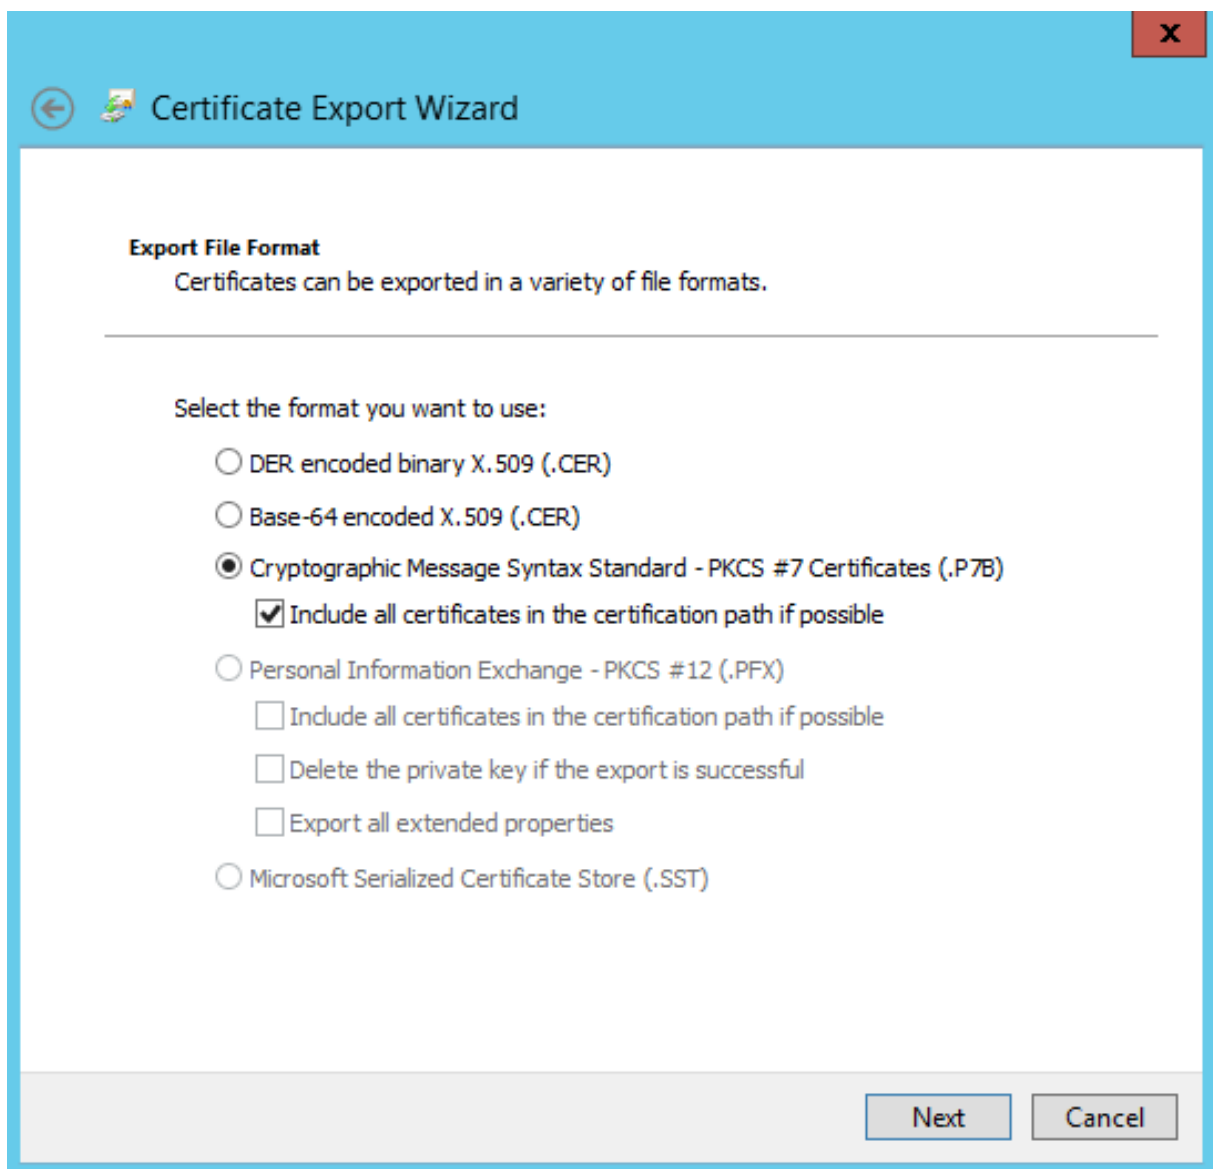 x
Certificate Export Wizard
Export File Format
Certificates can be exported in a variety of file formats.
Select the format you want to use:
DER encoded binary X.509 (.CER)
Base-64 encoded X.509 (.CER)
Cryptographic Message Syntax Standard - PKCS #7 Certificates (.P7B)
Include all certificates in the certification path if possible
Personal Information Exchange - PKCS #12 (.PFX)
Include all certificates in the certification path if possible
Delete the private key if the export is successful
Export all extended properties
Microsoft Serialized Certificate Store (.SST)
Next Cancel